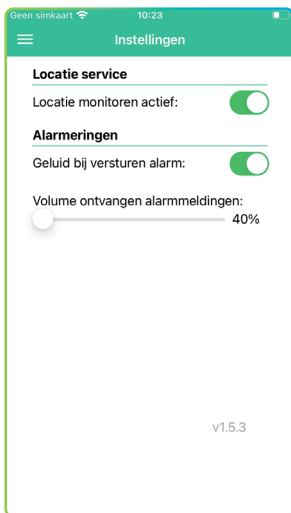 Geen simkaart 10:23
Instellingen
Locatie service
Locatie monitoren actief:
Alarmeringen
Geluid bij versturen alarm:
Volume ontvangen alarmmeldingen:
40%
v1.5.3